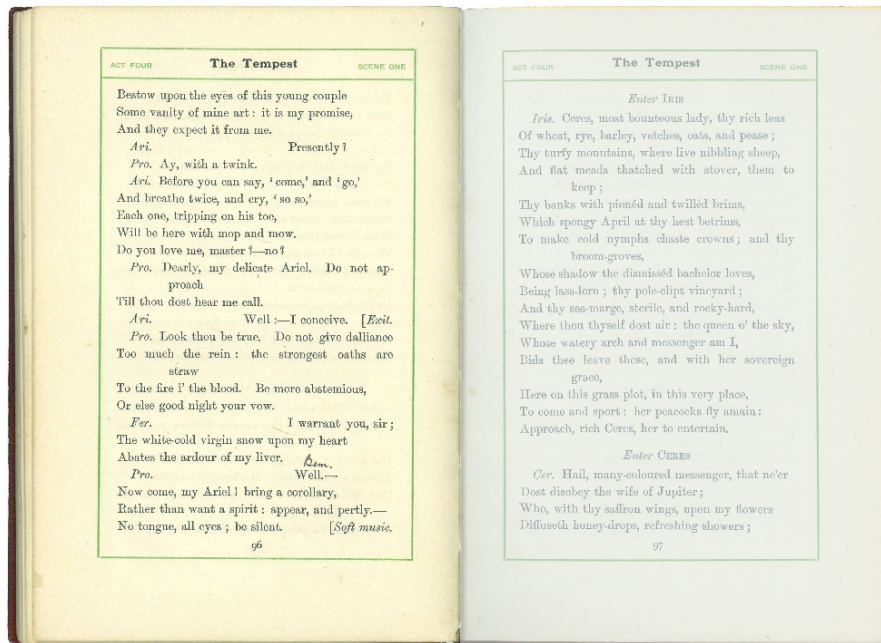 ACT FOUR The Tempest SCENE ONE
Bestow upon the eyes of this young couple
Some vanity of mine art : it is my promise,
And they expect it from me.
Ari. Presently?
Pro. Ay, with a twink.
Ari. Before you can say, ‘come,’ and ‘go,’
And breathe twice, and cry, ‘so so,’
Each one, tripping on his toe,
Will be here with mop and mow.
Do you love me, master?—no?
Pro. Dearly, my delicate Ariel. Do not ap-
proach
Till thou dost hear me call.
Ari. Well :—I conceive. [Exit.
Pro. Look thou be true. Do not give dalliance
Too much the rein : the strongest oaths are
straw
To the fire i’ the blood. Be more abstemious,
Or else good night your vow.
Fer. I warrant you, sir ;
The white-cold virgin snow upon my heart
Abates the ardour of my liver.
Pro. Well.—
Now come, my Ariel! bring a corollary,
Rather than want a spirit : appear, and pertly.—
No tongue, all eyes ; be silent. [Soft music.
96
ACT FOUR The Tempest SCENE ONE
Enter IRIS
Iris. Ceres, most bounteous lady, thy rich leas
Of wheat, rye, barley, vetches, oats, and pease ;
Thy turfy mountains, where live nibbling sheep,
And flat meads thatched with stover, them to
keep ;
Thy banks with pionéd and twilléd brims,
Which spongy April at thy hest betrims,
To make cold nymphs chaste crowns ; and thy
broom-groves,
Whose shadow the dismisséd bachelor loves,
Being lass-lorn ; thy pole-clipt vineyard ;
And thy sea-marge, sterile, and rocky-hard,
Where thou thyself dost air : the queen o’ the sky,
Whose watery arch and messenger am I,
Bids thee leave these, and with her sovereign
grace,
Here on this grass plot, in this very place,
To come and sport : her peacocks fly amain :
Approach, rich Ceres, her to entertain.
Enter CERES
Cer. Hail, many-coloured messenger, that ne’er
Dost disobey the wife of Jupiter ;
Who, with thy saffron wings, upon my flowers
Diffuseth honey-drops, refreshing showers ;
97